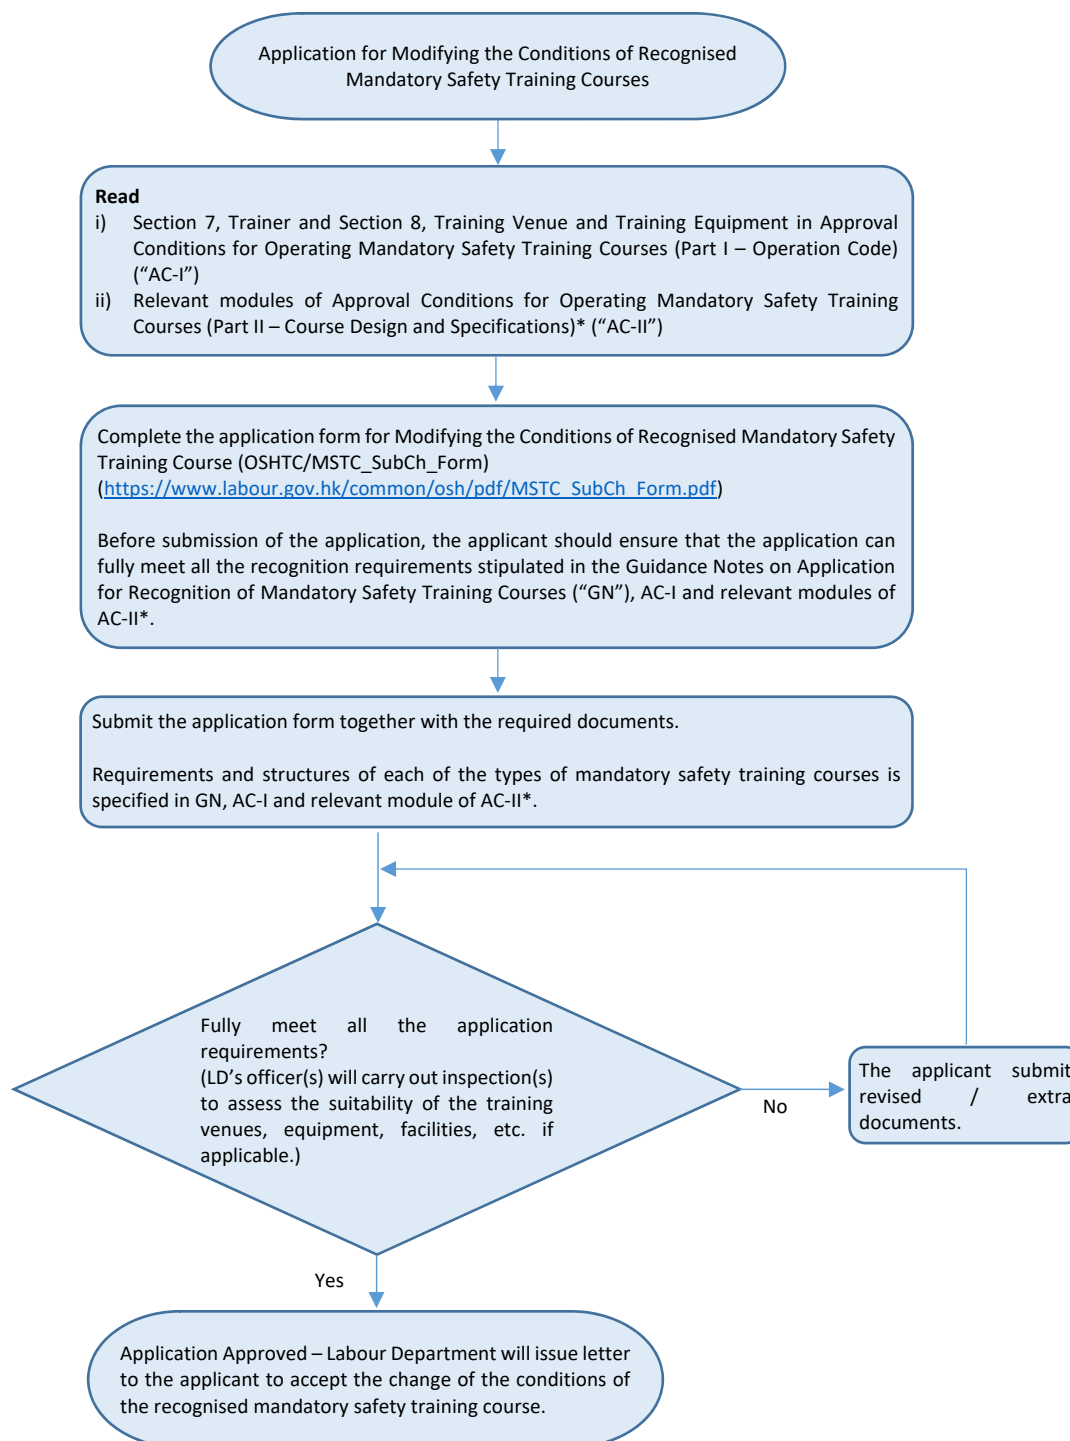 Application for Modifying the Conditions of Recognised
Mandatory Safety Training Courses
Read
i) Section 7, Trainer and Section 8, Training Venue and Training Equipment in Approval
Conditions for Operating Mandatory Safety Training Courses (Part I – Operation Code)
(“AC-I”)
ii) Relevant modules of Approval Conditions for Operating Mandatory Safety Training
Courses (Part II – Course Design and Specifications)* (“AC-II”)
Complete the application form for Modifying the Conditions of Recognised Mandatory Safety
Training Course (OSHTC/MSTC_SubCh_Form)
(https://www.labour.gov.hk/common/osh/pdf/MSTC_SubCh_Form.pdf)
Before submission of the application, the applicant should ensure that the application can
fully meet all the recognition requirements stipulated in the Guidance Notes on Application
for Recognition of Mandatory Safety Training Courses (“GN”), AC-I and relevant modules of
AC-II*.
Submit the application form together with the required documents.
Requirements and structures of each of the types of mandatory safety training courses is
specified in GN, AC-I and relevant module of AC-II*.
Fully meet all the application
requirements?
(LD’s officer(s) will carry out inspection(s)
to assess the suitability of the training
venues, equipment, facilities, etc. if
applicable.)
No
The applicant submit
revised / extra
documents.
Yes
Application Approved – Labour Department will issue letter
to the applicant to accept the change of the conditions of
the recognised mandatory safety training course.